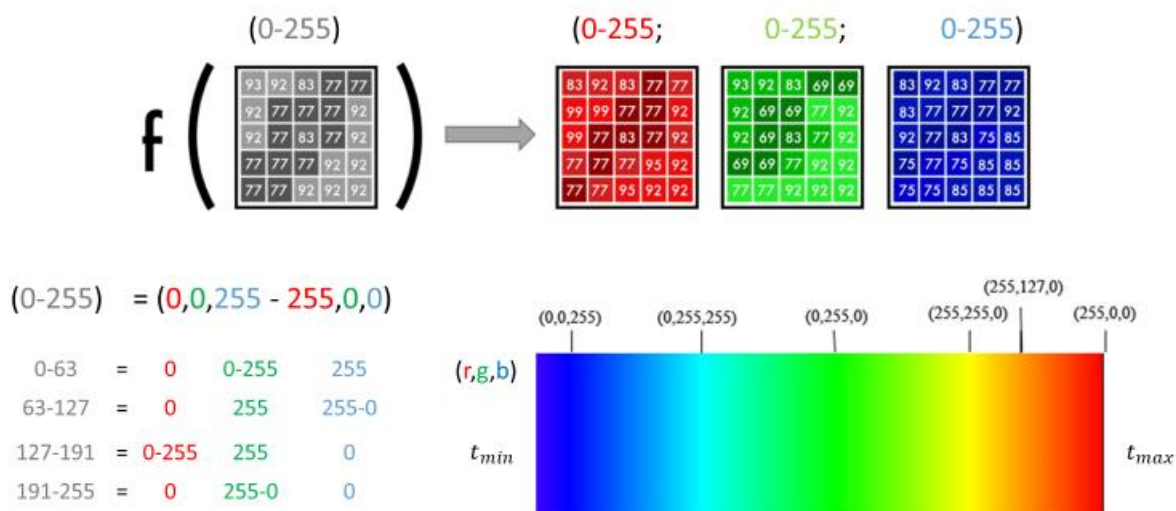 (0-255) (0-255; 0-255; 0-255)
f ( )
93 92 83 77 77
92 77 77 77 92
92 77 83 77 92
77 77 77 92 92
77 77 92 92 92
83 92 83 77 77
99 99 77 77 92
99 77 83 77 92
77 77 77 95 92
77 77 95 92 92
93 92 83 69 69
92 69 69 77 92
92 69 83 77 92
69 69 77 92 92
77 77 92 92 92
83 92 83 77 77
83 77 77 77 92
92 77 83 75 85
75 77 75 85 85
75 75 85 85 85
(0-255) = (0,0,255 - 255,0,0)
0-63 = 0 0-255 255
63-127 = 0 255 255-0
127-191 = 0-255 255 0
191-255 = 0 255-0 0
(255,127,0)
(0,0,255) (0,255,255) (0,255,0) (255,255,0) (255,0,0)
(r,g,b)
tmin tmax